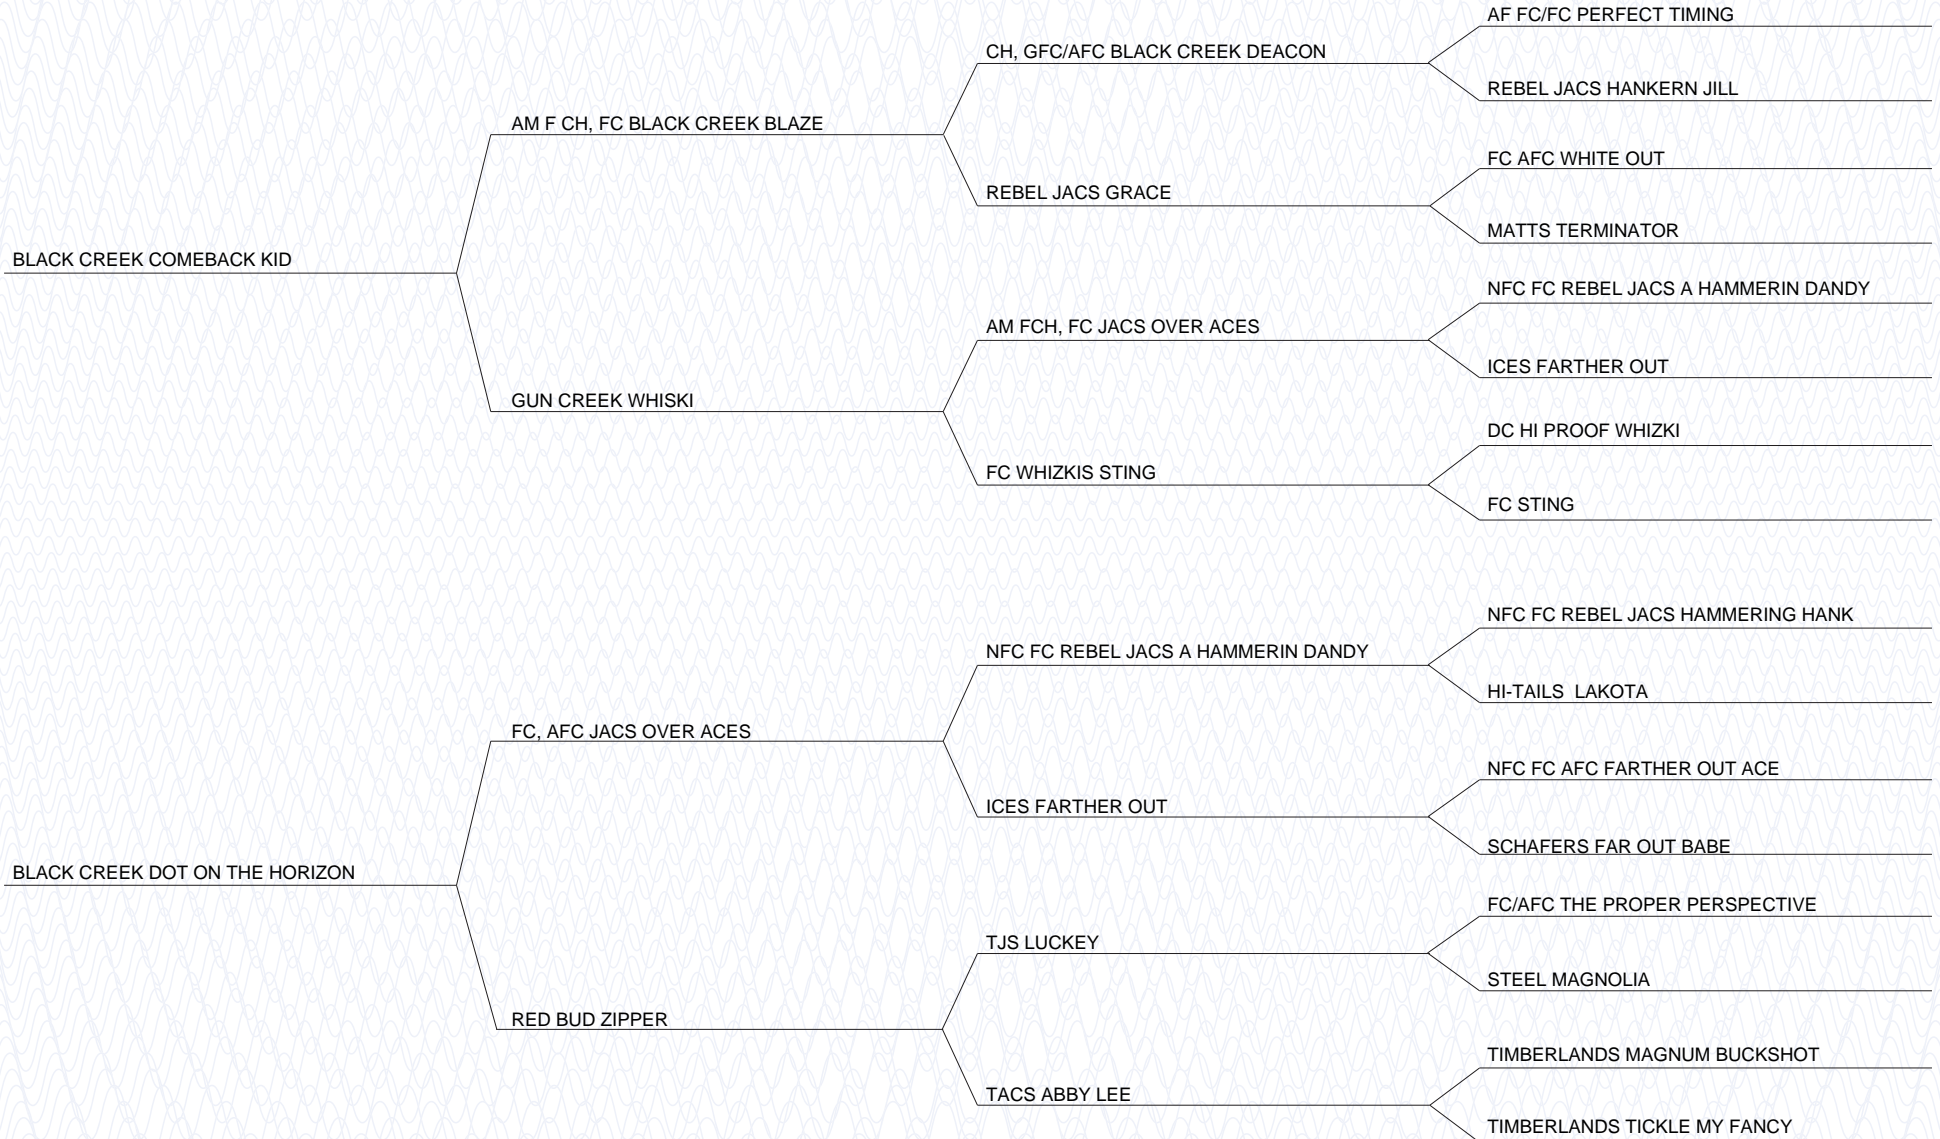 AF FC/FC PERFECT TIMING
CH, GFC/AFC BLACK CREEK DEACON
REBEL JACS HANKERN JILL
AM F CH, FC BLACK CREEK BLAZE
FC AFC WHITE OUT
REBEL JACS GRACE
MATTS TERMINATOR
BLACK CREEK COMEBACK KID
NFC FC REBEL JACS A HAMMERIN DANDY
AM FCH, FC JACS OVER ACES
ICES FARTHER OUT
GUN CREEK WHISKI
DC HI PROOF WHIZKI
FC WHIZKIS STING
FC STING
NFC FC REBEL JACS HAMMERING HANK
NFC FC REBEL JACS A HAMMERIN DANDY
HI-TAILS  LAKOTA
FC, AFC JACS OVER ACES
NFC FC AFC FARTHER OUT ACE
ICES FARTHER OUT
SCHAFERS FAR OUT BABE
BLACK CREEK DOT ON THE HORIZON
FC/AFC THE PROPER PERSPECTIVE
TJS LUCKEY
STEEL MAGNOLIA
RED BUD ZIPPER
TIMBERLANDS MAGNUM BUCKSHOT
TACS ABBY LEE
TIMBERLANDS TICKLE MY FANCY